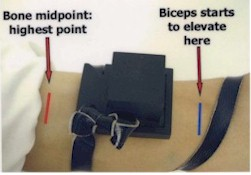 Bone midpoint:
highest point
Biceps starts
to elevate
here